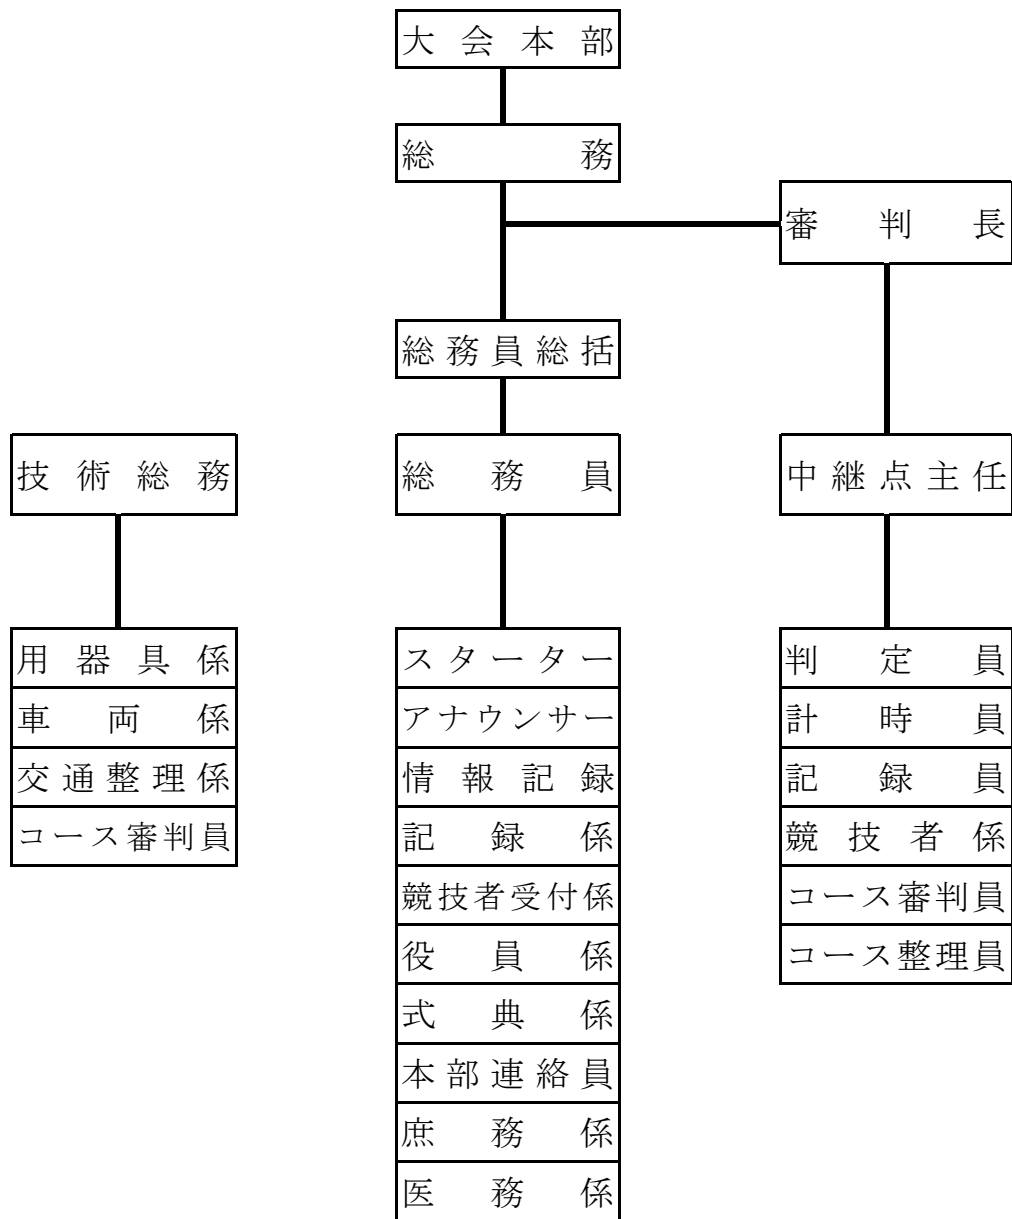 大会本部
総務
審判長
総務員総括
技術総務
総務員
中継点主任
用器具係
車両係
交通整理係
コース審判員
スターター
アナウンサー
情報記録
記録係
競技者受付係
役員係
式典係
本部連絡員
庶務係
医務係
判定員
計時員
記録員
競技者係
コース審判員
コース整理員